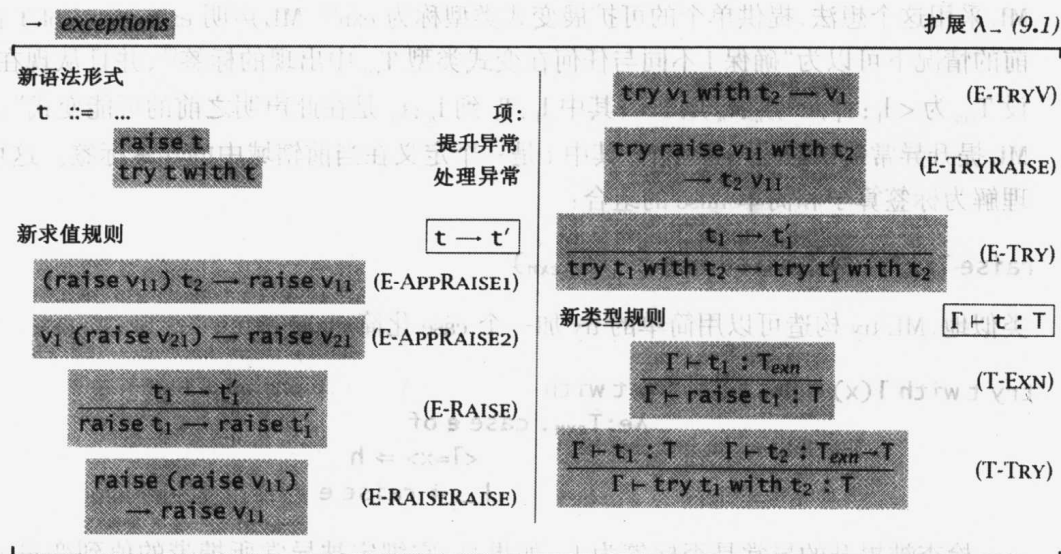 → exceptions
扩展 λ→ (9.1)
新语法形式
t ::= ...
项:
raise t
提升异常
try t with t
处理异常
新求值规则
t → t′
(raise v11) t2 → raise v11
(E-APPRAISE1)
v1 (raise v21) → raise v21
(E-APPRAISE2)
t1 → t′1
raise t1 → raise t′1
(E-RAISE)
raise (raise v11)
→ raise v11
(E-RAISERAISE)
try v1 with t2 → v1
(E-TRYV)
try raise v11 with t2
→ t2 v11
(E-TRYRAISE)
t1 → t′1
try t1 with t2 → try t′1 with t2
(E-TRY)
新类型规则
Γ ⊢ t : T
Γ ⊢ t1 : Texn
Γ ⊢ raise t1 : T
(T-EXN)
Γ ⊢ t1 : T Γ ⊢ t2 : Texn→T
Γ ⊢ try t1 with t2 : T
(T-TRY)